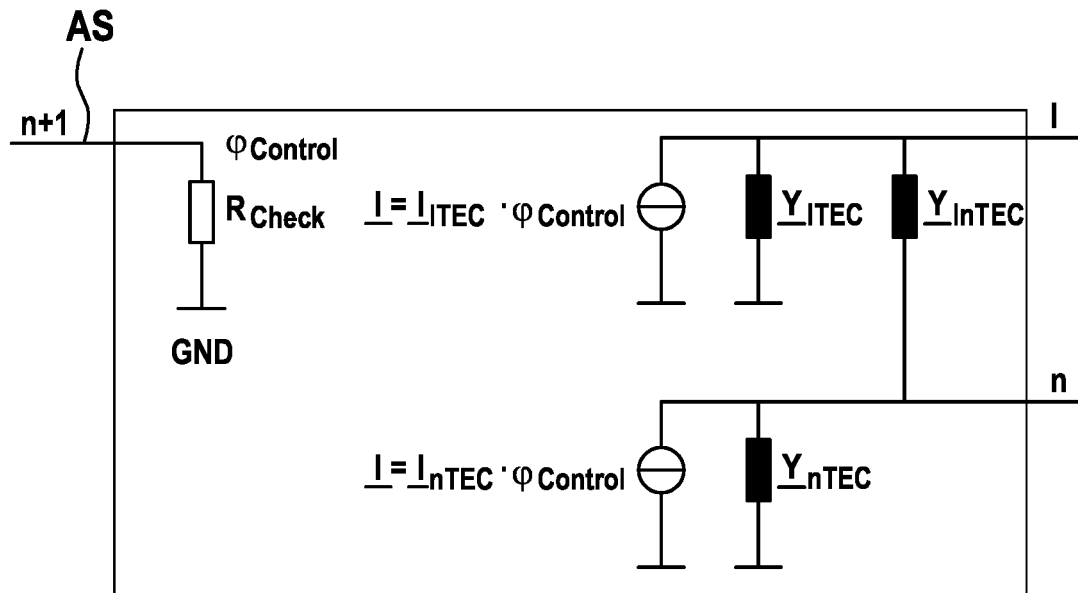 AS
n+1
l
φControl
RCheck
I = IlTEC · φControl
YlTEC
YlnTEC
GND
n
I = InTEC · φControl
YnTEC